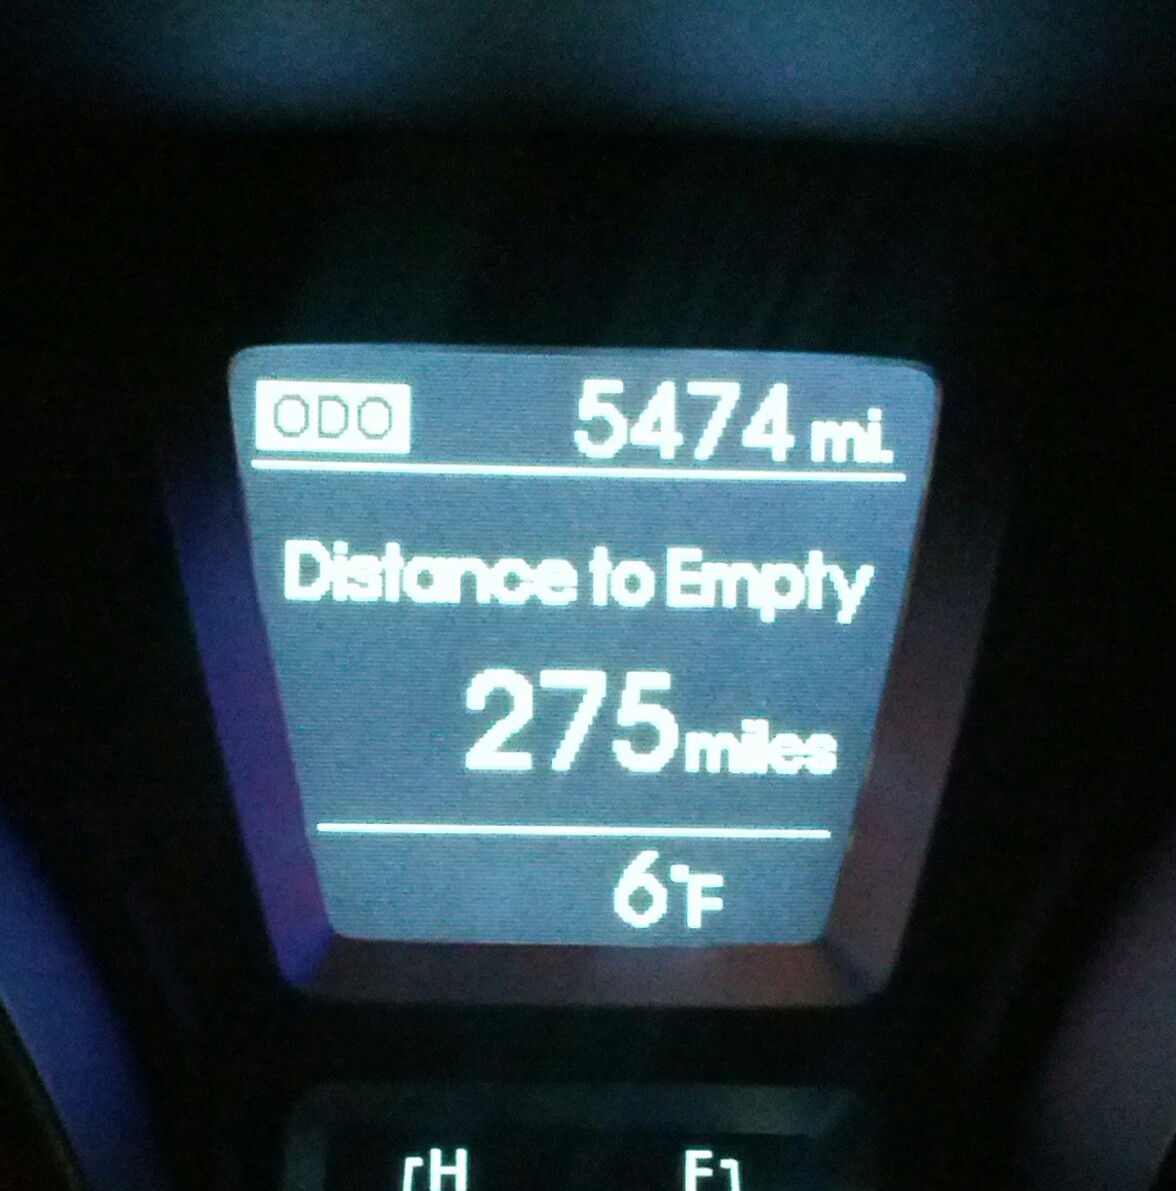 ODO 5474 mi.
Distance to Empty
275 miles
6°F
H F